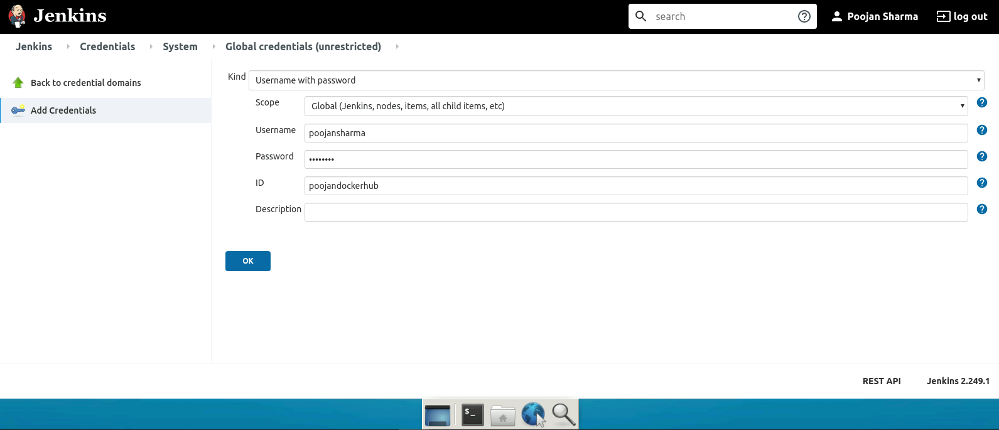 Jenkins
search
Poojan Sharma
log out
Jenkins Credentials System Global credentials (unrestricted)
Back to credential domains
Add Credentials
Kind Username with password
Scope Global (Jenkins, nodes, items, all child items, etc)
Username poojansharma
Password ••••••••
ID poojandockerhub
Description
OK
REST API Jenkins 2.249.1
$_